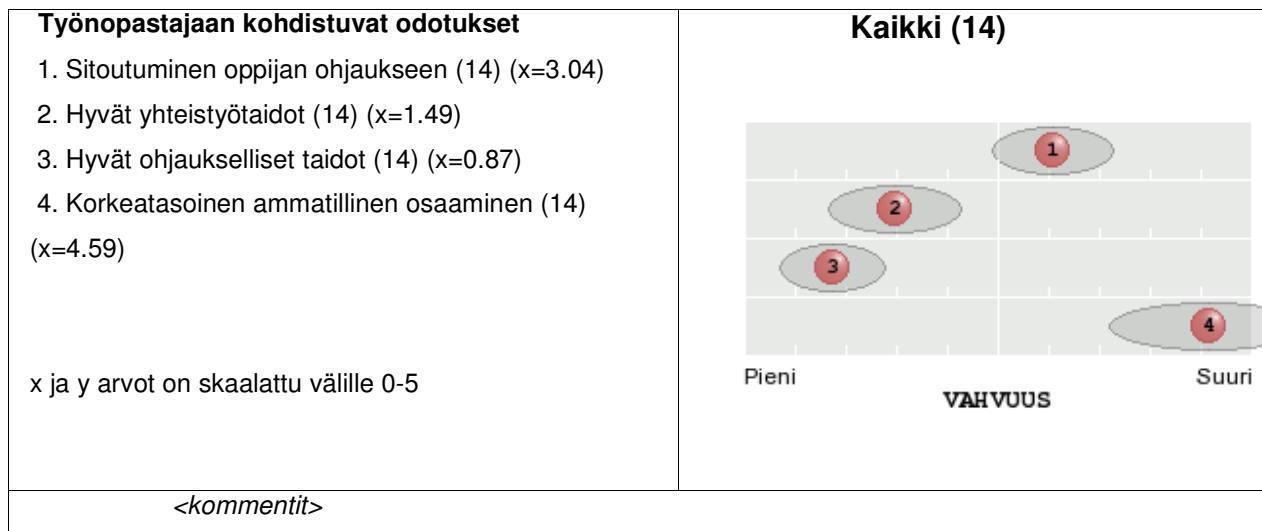 Työnopastajaan kohdistuvat odotukset
1. Sitoutuminen oppijan ohjaukseen (14) (x=3.04)
2. Hyvät yhteistyötaidot (14) (x=1.49)
3. Hyvät ohjaukselliset taidot (14) (x=0.87)
4. Korkeatasoinen ammatillinen osaaminen (14)
(x=4.59)
x ja y arvot on skaalattu välille 0-5
Kaikki (14)
1
2
3
4
Pieni Suuri
VAHVUUS
<kommentit>